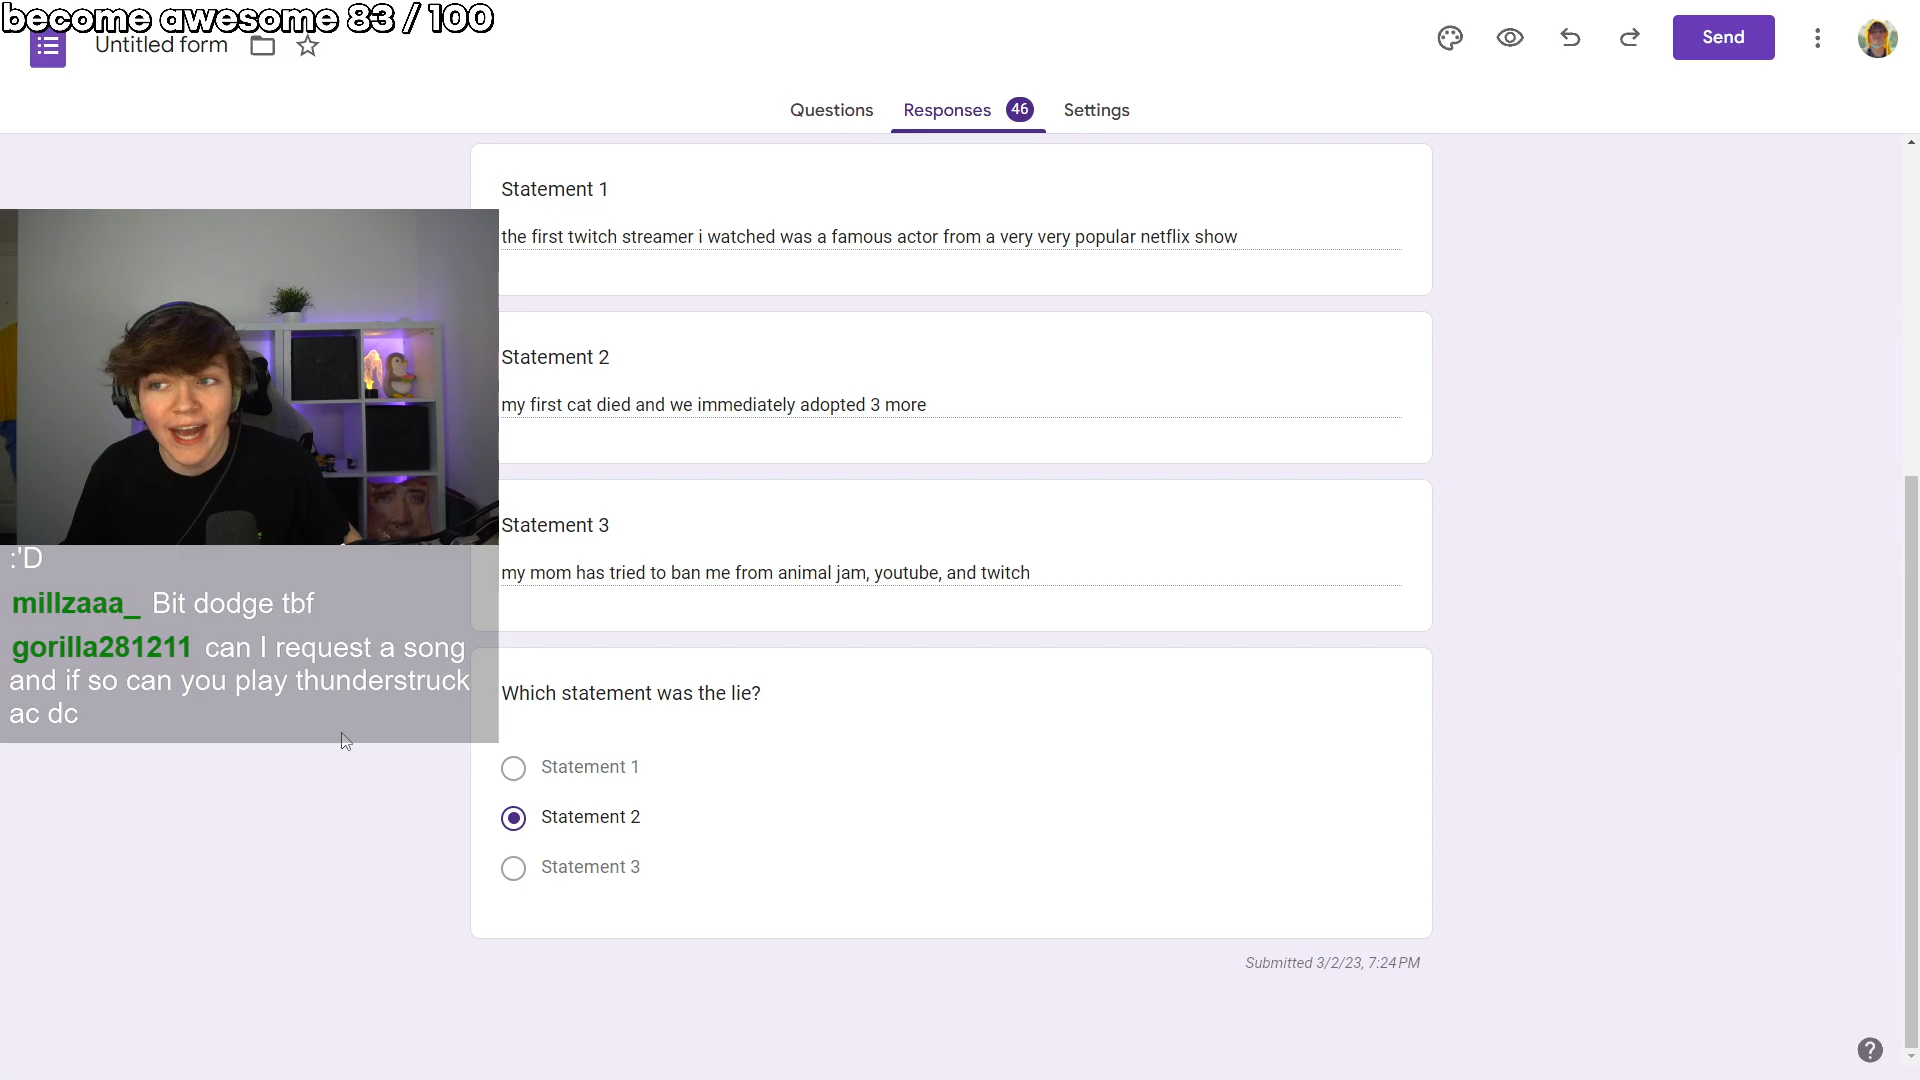 become awesome 83 / 100
Untitled form
Send
Questions
Responses 46
Settings
Statement 1
the first twitch streamer i watched was a famous actor from a very very popular netflix show
Statement 2
my first cat died and we immediately adopted 3 more
Statement 3
my mom has tried to ban me from animal jam, youtube, and twitch
:'D
millzaaa_ Bit dodge tbf
gorilla281211 can I request a song
and if so can you play thunderstruck
ac dc
Which statement was the lie?
Statement 1
Statement 2
Statement 3
Submitted 3/2/23, 7:24 PM